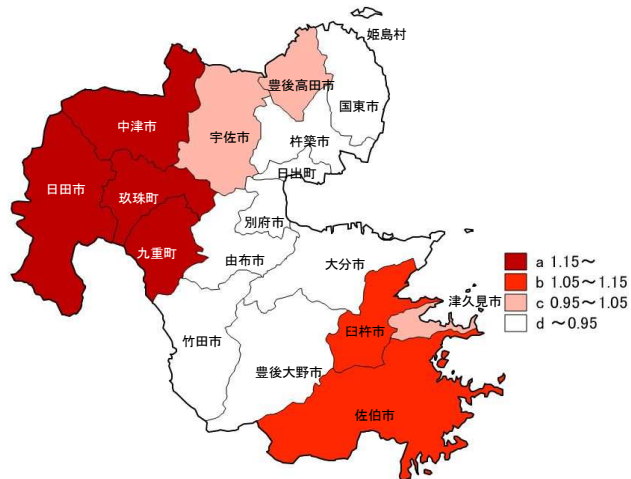 姫島村
豊後高田市
国東市
中津市
宇佐市
杵築市
日出町
日田市
玖珠町
別府市
九重町
由布市
大分市
a 1.15～
b 1.05～1.15
津久見市
c 0.95～1.05
d ～0.95
臼杵市
竹田市
豊後大野市
佐伯市